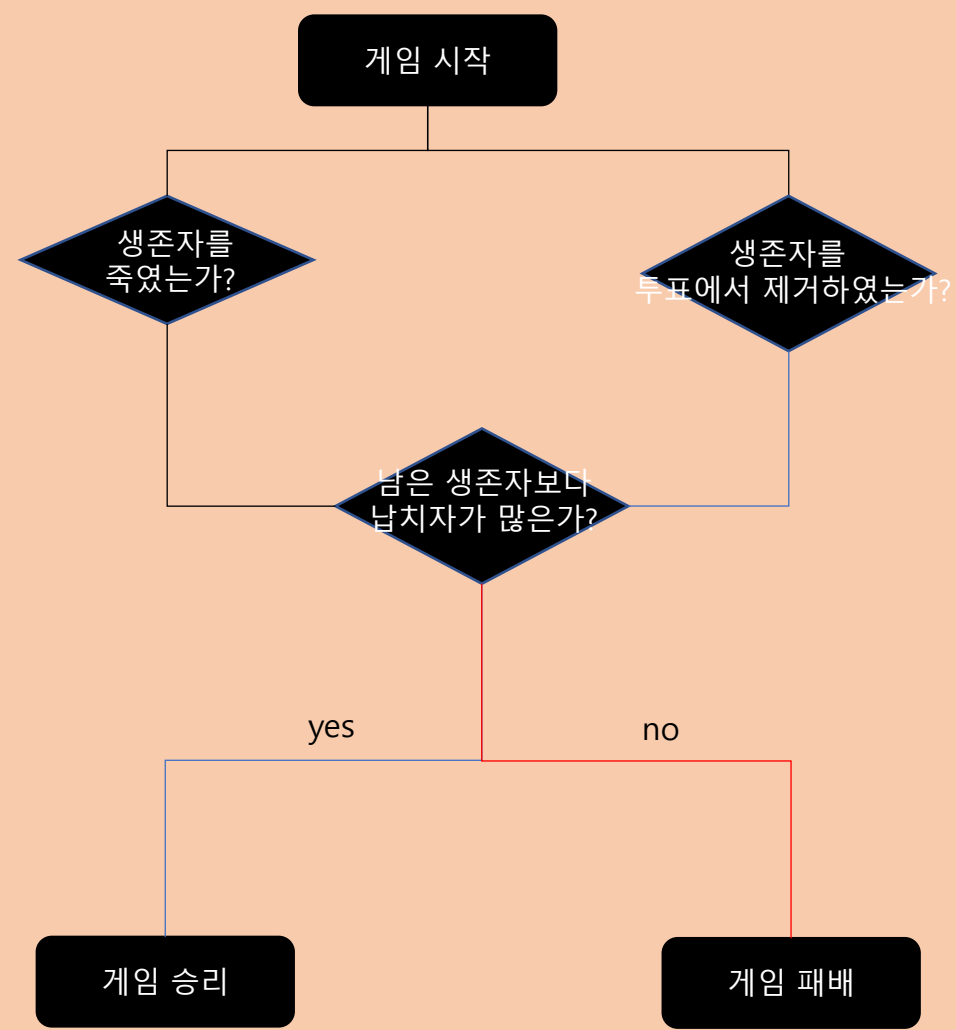 게임 시작
생존자를
죽였는가?
생존자를
투표에서 제거하였는가?
남은 생존자보다
납치자가 많은가?
yes
no
게임 승리
게임 패배